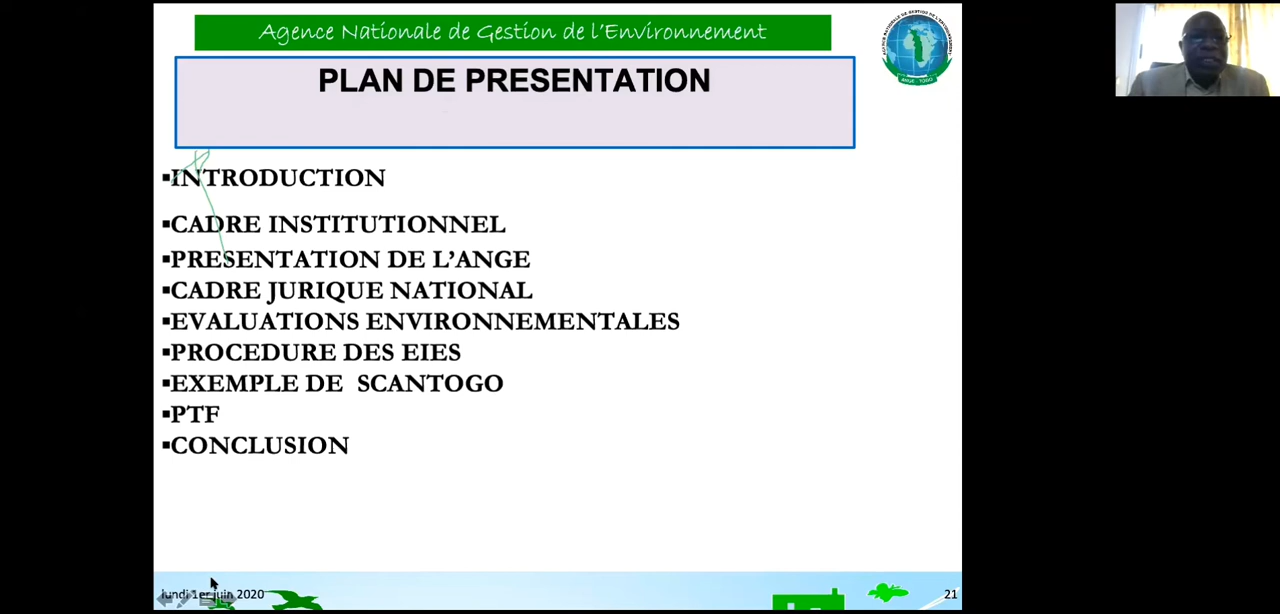 Agence Nationale de Gestion de l'Environnement
PLAN DE PRESENTATION
▪INTRODUCTION
▪CADRE INSTITUTIONNEL
▪PRESENTATION DE L'ANGE
▪CADRE JURIQUE NATIONAL
▪EVALUATIONS ENVIRONNEMENTALES
▪PROCEDURE DES EIES
▪EXEMPLE DE SCANTOGO
▪PTF
▪CONCLUSION
lundi 1er juin 2020
21